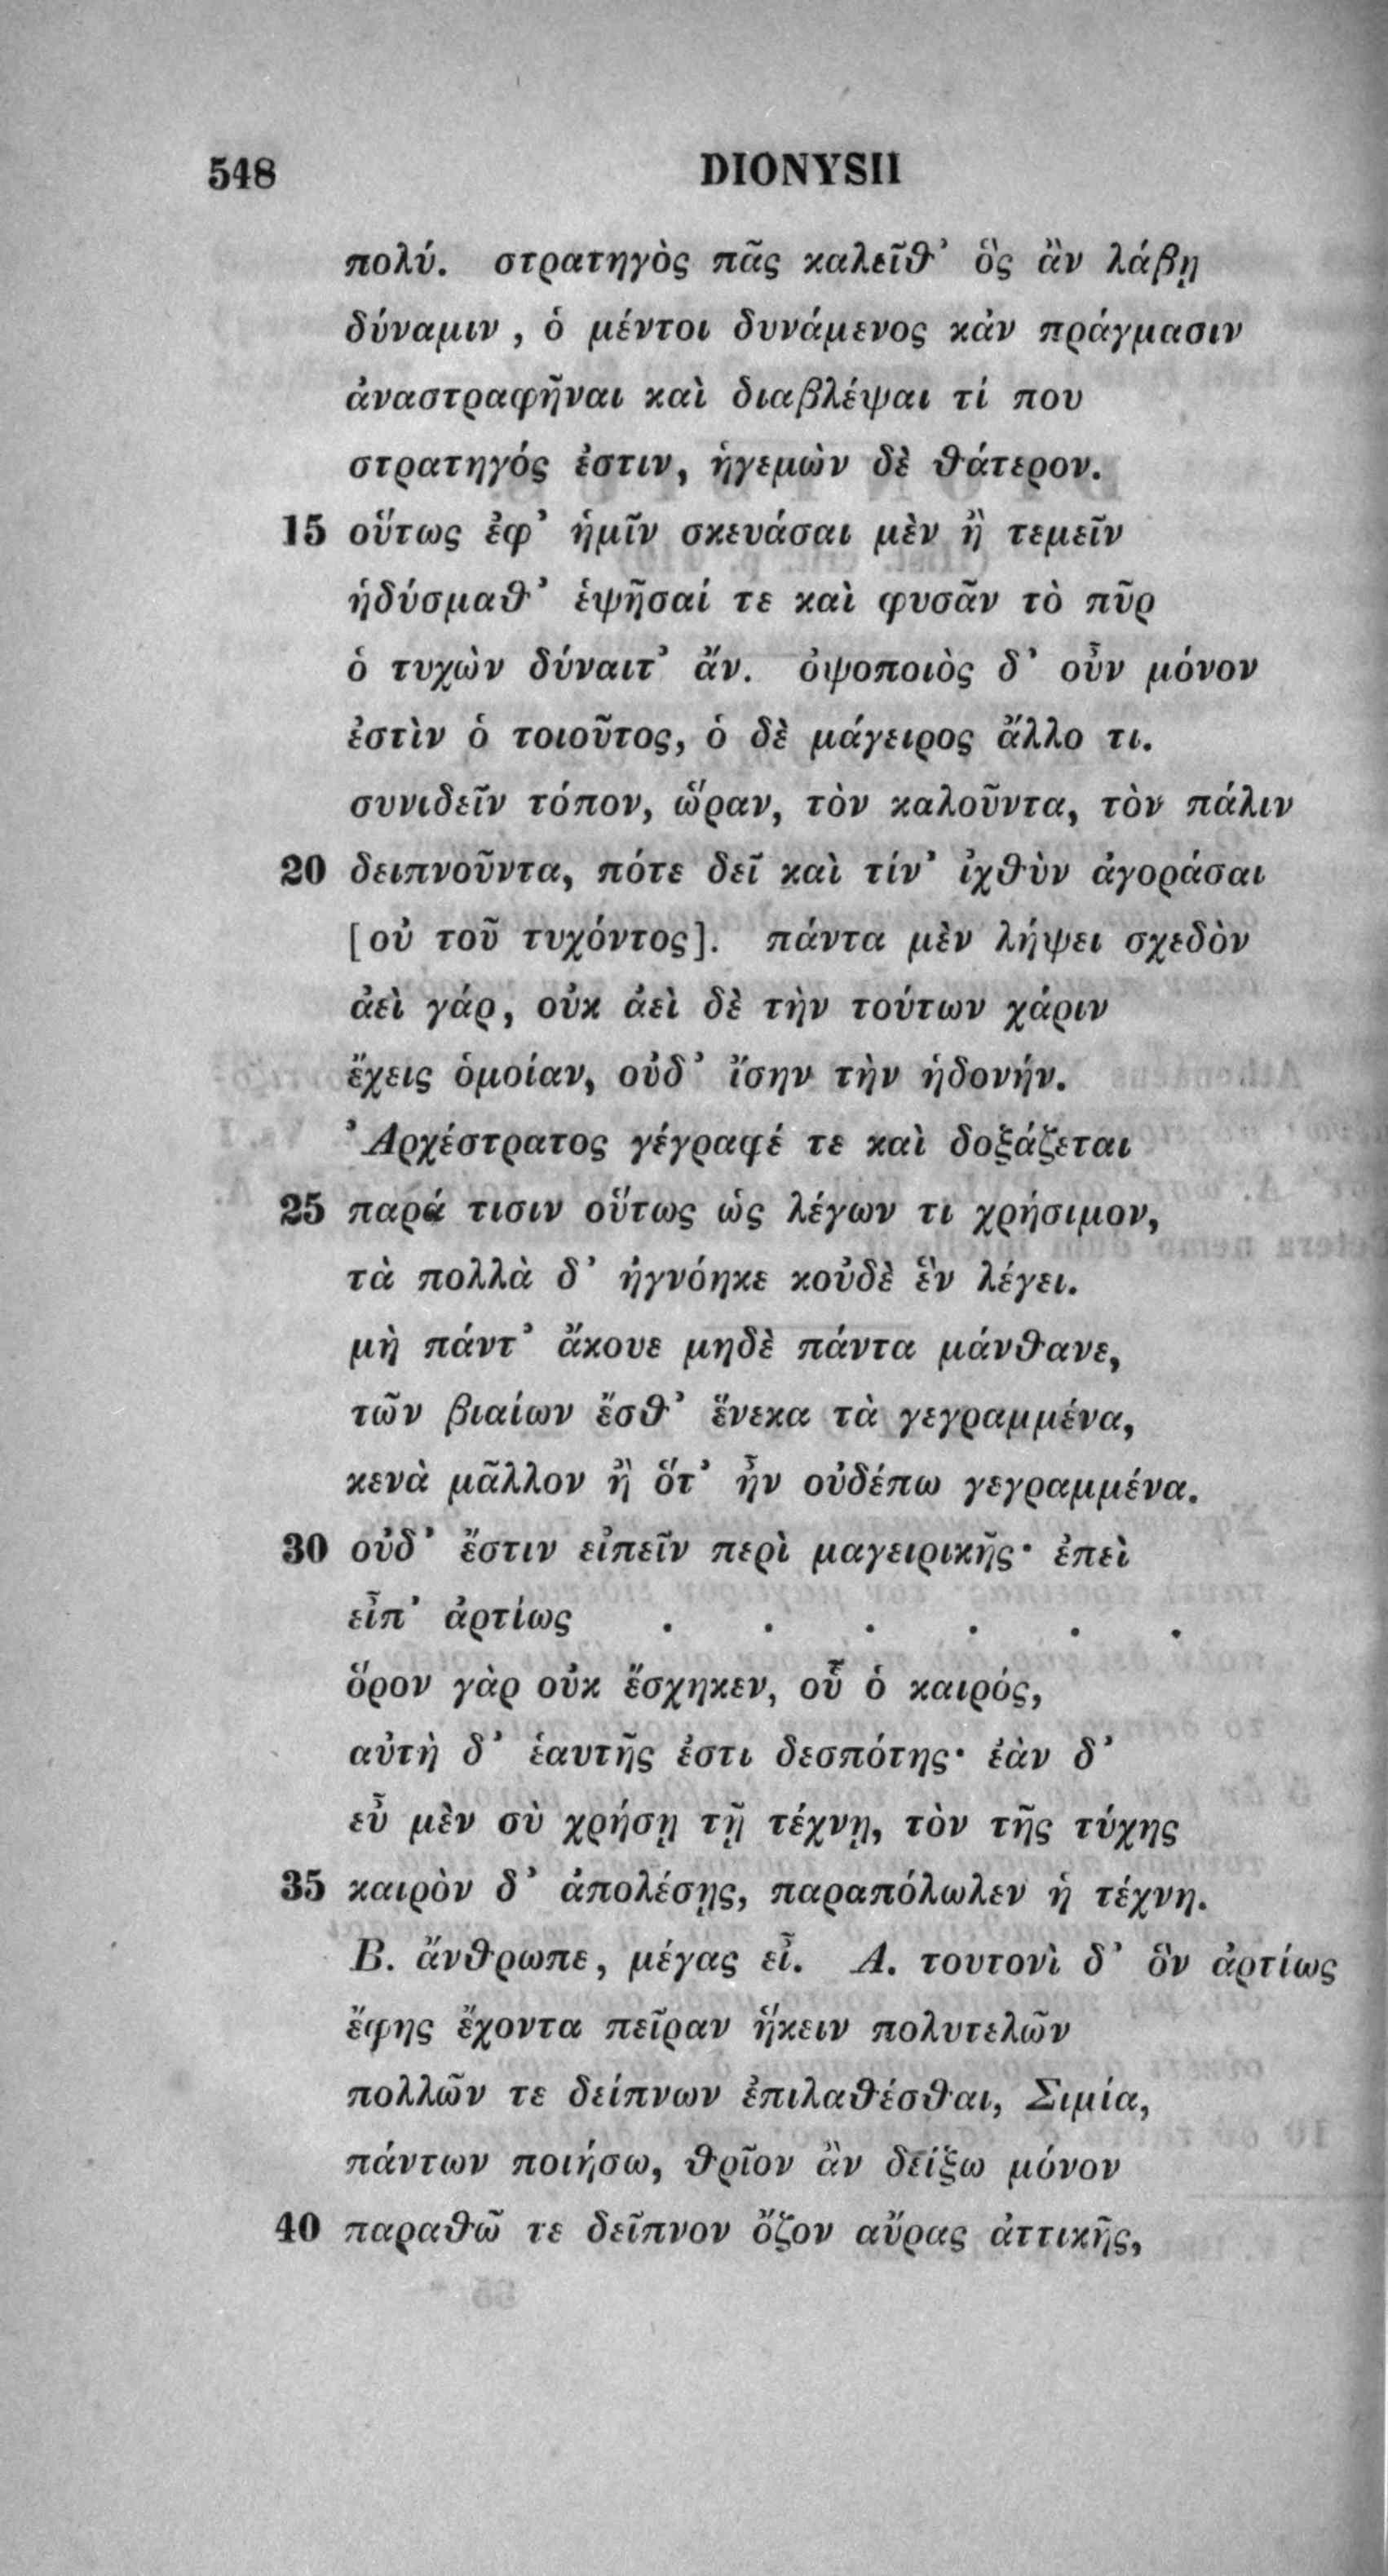 548 DIONYSII
πολύ. στρατηγὸς πᾶς καλεῖθ᾽ ὃς ἂν λάβῃ
δύναμιν , ὁ μέντοι δυνάμενος κἀν πράγμασιν
ἀναστραφῆναι καὶ διαβλέψαι τί που
στρατηγός ἐστιν, ἡγεμὼν δὲ θάτερον.
15 οὕτως ἐφ᾽ ἡμῖν σκευάσαι μὲν ἢ τεμεῖν
ἡδύσμαθ᾽ ἑψῆσαί τε καὶ φυσᾶν τὸ πῦρ
ὁ τυχὼν δύναιτ᾽ ἄν. ὀψοποιὸς δ᾽ οὖν μόνον
ἐστὶν ὁ τοιοῦτος, ὁ δὲ μάγειρος ἄλλο τι.
συνιδεῖν τόπον, ὥραν, τὸν καλοῦντα, τὸν πάλιν
20 δειπνοῦντα, πότε δεῖ καὶ τίν᾽ ἰχθὺν ἀγοράσαι
[οὐ τοῦ τυχόντος]. πάντα μὲν λήψει σχεδὸν
ἀεὶ γάρ, οὐκ ἀεὶ δὲ τὴν τούτων χάριν
ἔχεις ὁμοίαν, οὐδ᾽ ἴσην τὴν ἡδονήν.
Ἀρχέστρατος γέγραφέ τε καὶ δοξάζεται
25 παρά τισιν οὕτως ὡς λέγων τι χρήσιμον,
τὰ πολλὰ δ᾽ ἠγνόηκε κοὐδὲ ἓν λέγει.
μὴ πάντ᾽ ἄκουε μηδὲ πάντα μάνθανε,
τῶν βιαίων ἔσθ᾽ ἕνεκα τὰ γεγραμμένα,
κενὰ μᾶλλον ἢ ὅτ᾽ ἦν οὐδέπω γεγραμμένα.
30 οὐδ᾽ ἔστιν εἰπεῖν περὶ μαγειρικῆς· ἐπεὶ
εἶπ᾽ ἀρτίως . . . . . .
ὅρον γὰρ οὐκ ἔσχηκεν, οὗ ὁ καιρός,
αὐτὴ δ᾽ ἑαυτῆς ἐστι δεσπότης· ἐὰν δ᾽
εὖ μὲν σὺ χρήσῃ τῇ τέχνῃ, τὸν τῆς τύχης
35 καιρὸν δ᾽ ἀπολέσῃς, παραπόλωλεν ἡ τέχνη.
Β. ἄνθρωπε, μέγας εἶ. Α. τουτονὶ δ᾽ ὃν ἀρτίως
ἔφης ἔχοντα πεῖραν ἥκειν πολυτελῶν
πολλῶν τε δείπνων ἐπιλαθέσθαι, Σιμία,
πάντων ποιήσω, θρῖον ἂν δείξω μόνον
40 παραθῶ τε δεῖπνον ὄζον αὔρας ἀττικῆς,